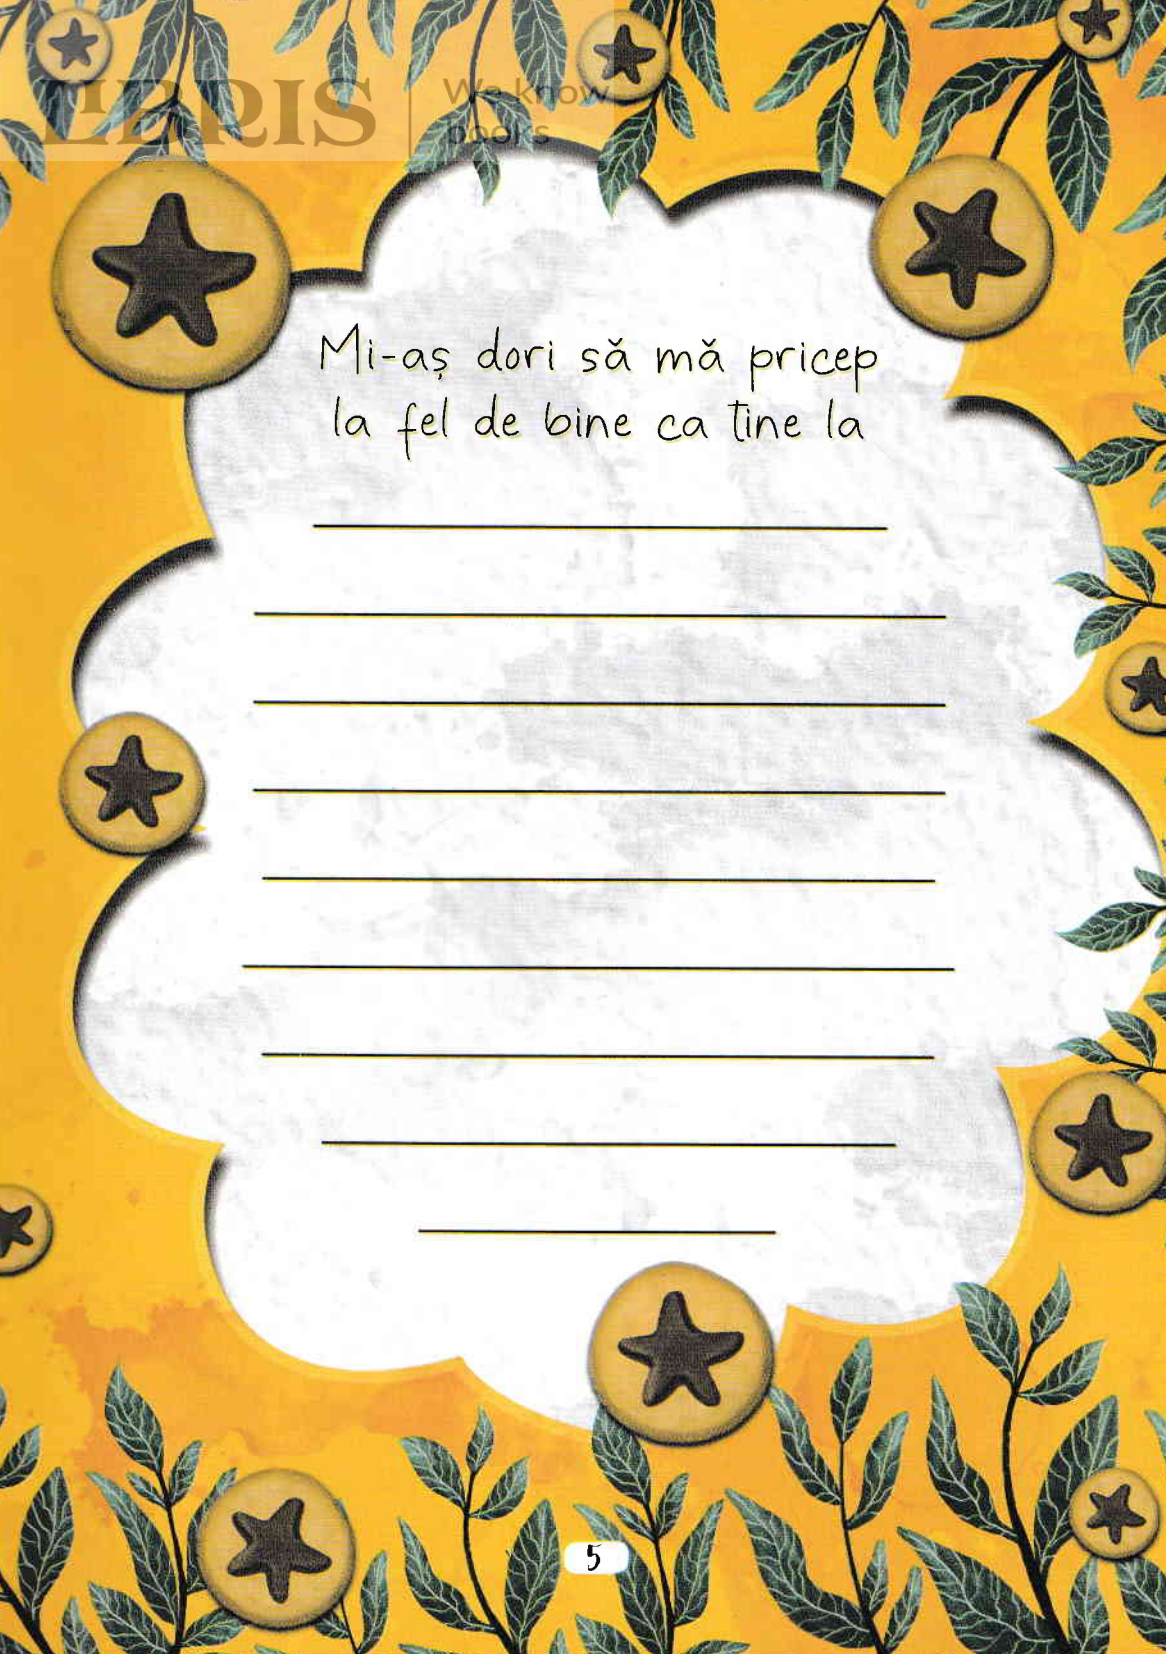 LIBRIS
We know
books
Mi-aș dori să mă pricep
la fel de bine ca tine la
5